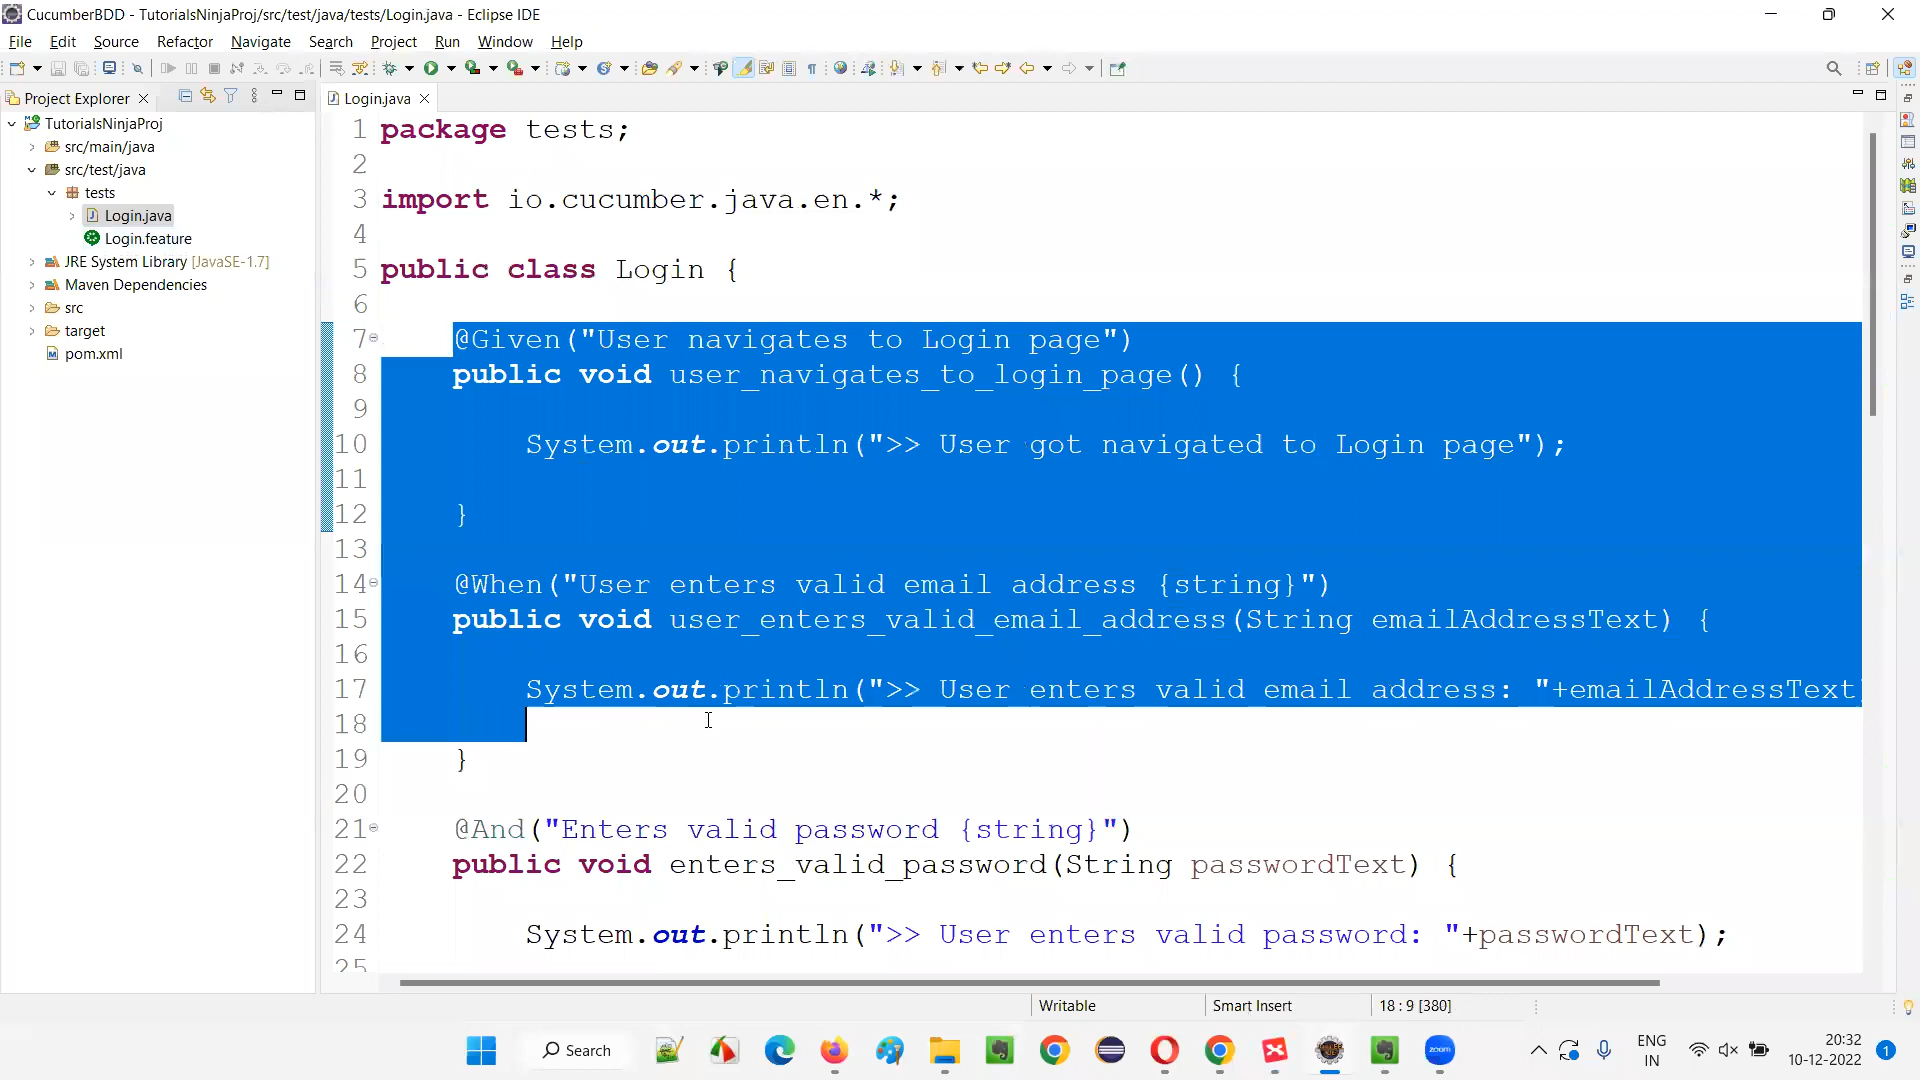 CucumberBDD - TutorialsNinjaProj/src/test/java/tests/Login.java - Eclipse IDE
File Edit Source Refactor Navigate Search Project Run Window Help
Project Explorer
Login.java
TutorialsNinjaProj
src/main/java
src/test/java
tests
Login.java
Login.feature
JRE System Library [JavaSE-1.7]
Maven Dependencies
src
target
pom.xml
1 package tests;
2
3 import io.cucumber.java.en.*;
4
5 public class Login {
6
7 @Given("User navigates to Login page")
8 public void user_navigates_to_login_page() {
9
10 System.out.println(">> User got navigated to Login page");
11
12 }
13
14 @When("User enters valid email address {string}")
15 public void user_enters_valid_email_address(String emailAddressText) {
16
17 System.out.println(">> User enters valid email address: "+emailAddressText)
18
19 }
20
21 @And("Enters valid password {string}")
22 public void enters_valid_password(String passwordText) {
23
24 System.out.println(">> User enters valid password: "+passwordText);
25
Writable Smart Insert 18 : 9 [380]
Search
zoom
ENG
IN
20:32
10-12-2022
1